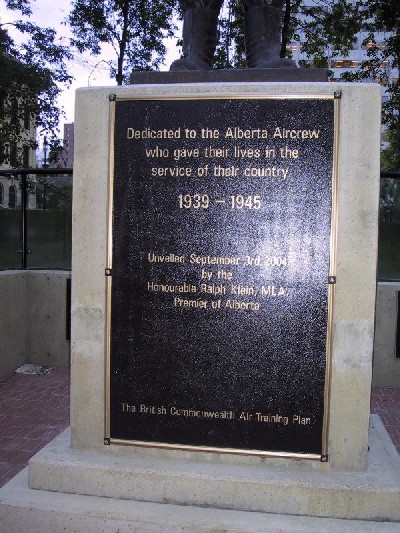 Dedicated to the Alberta Aircrew
who gave their lives in the
service of their country
1939 - 1945
Unveiled September 3rd, 2004
by the
Honourable Ralph Klein, MLA,
Premier of Alberta
The British Commonwealth Air Training Plan